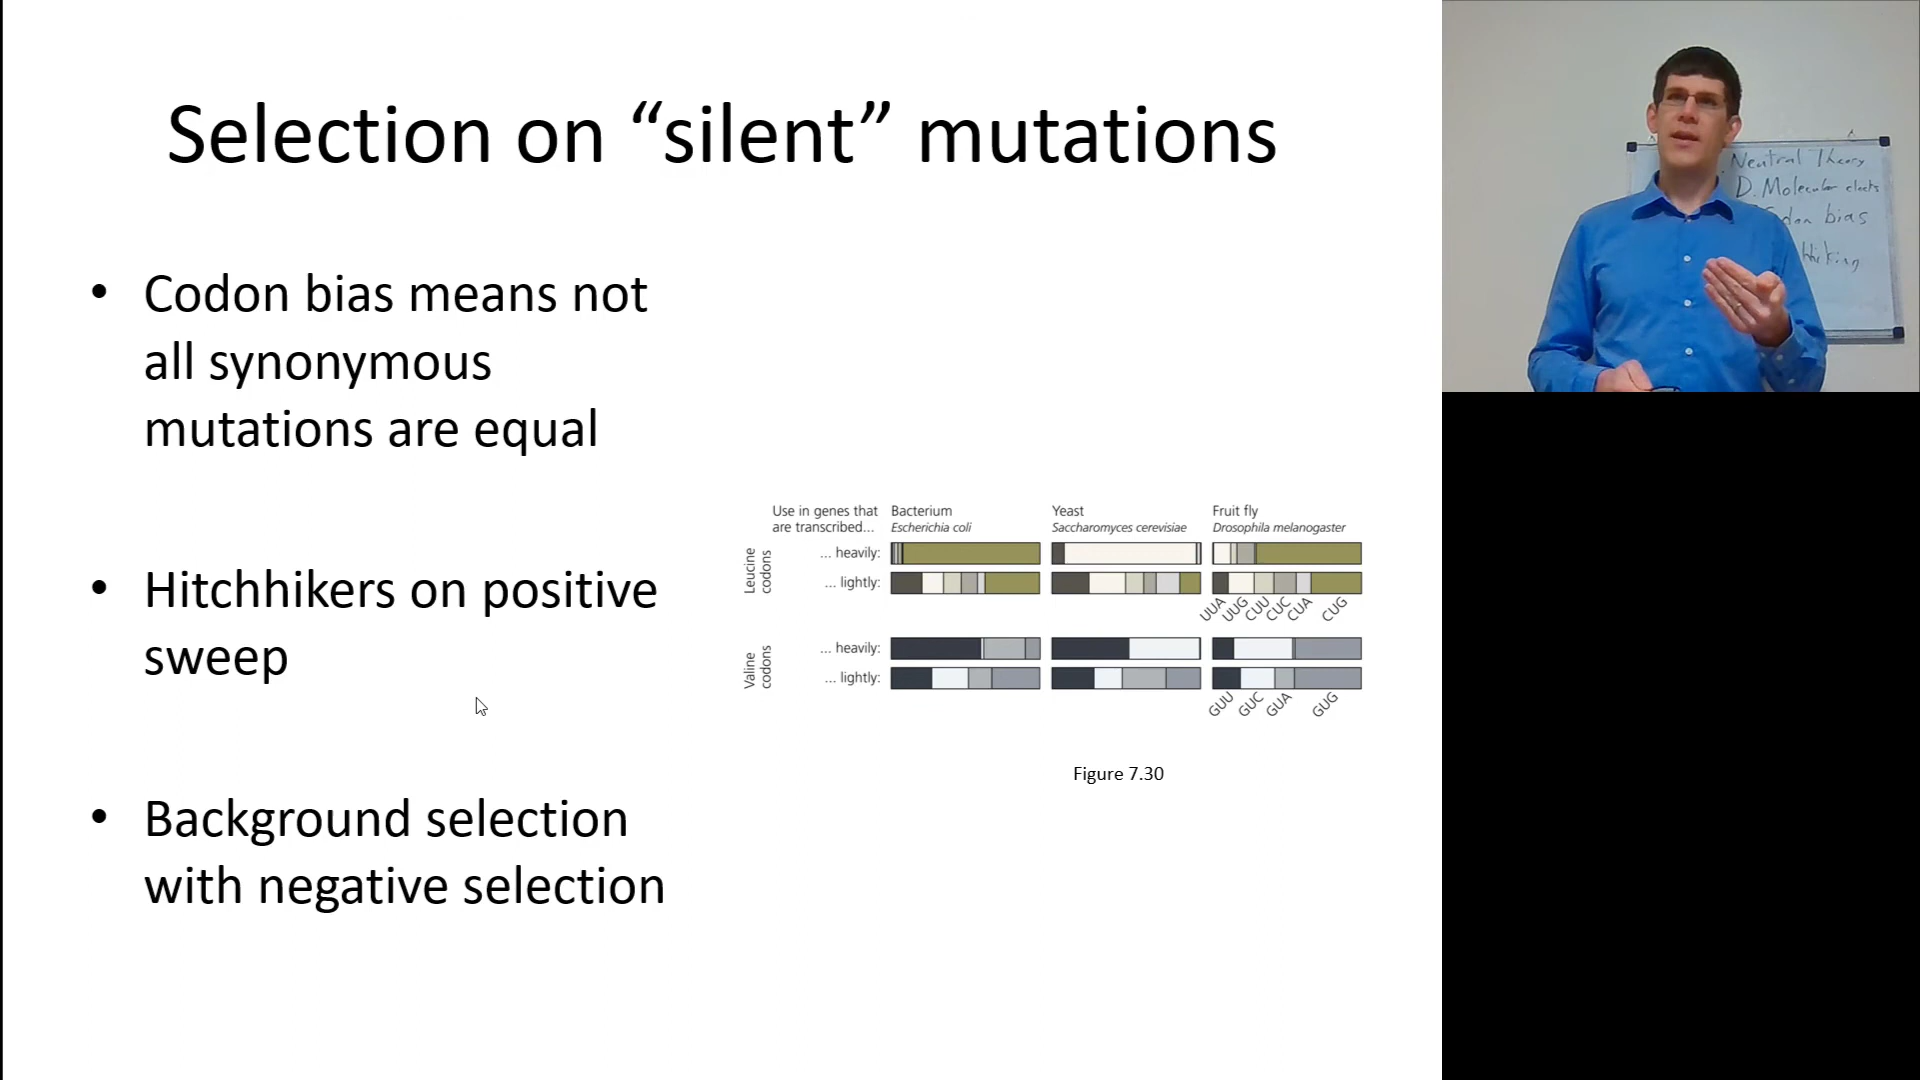 Selection on “silent” mutations
• Codon bias means not
all synonymous
mutations are equal
• Hitchhikers on positive
sweep
• Background selection
with negative selection
Use in genes that
are transcribed...
Bacterium
Escherichia coli
Yeast
Saccharomyces cerevisiae
Fruit fly
Drosophila melanogaster
Leucine
codons
... heavily:
... lightly:
UUA UUG CUU CUC CUA CUG
Valine
codons
... heavily:
... lightly:
GUU GUC GUA GUG
Figure 7.30
Neutral Theory
D. Molecular clocks
bias